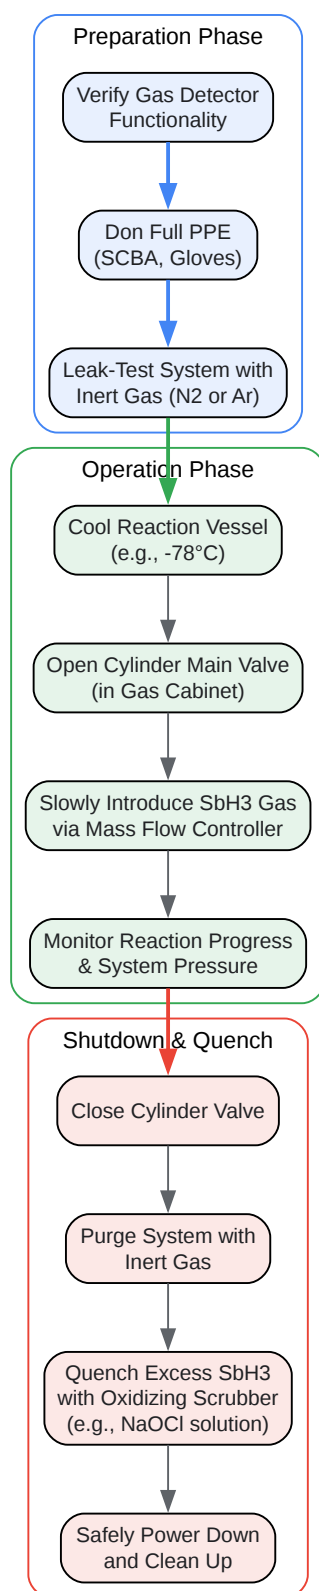 Preparation Phase
Verify Gas Detector
Functionality
Don Full PPE
(SCBA, Gloves)
Leak-Test System with
Inert Gas (N2 or Ar)
Operation Phase
Cool Reaction Vessel
(e.g., -78°C)
Open Cylinder Main Valve
(in Gas Cabinet)
Slowly Introduce SbH3 Gas
via Mass Flow Controller
Monitor Reaction Progress
& System Pressure
Shutdown & Quench
Close Cylinder Valve
Purge System with
Inert Gas
Quench Excess SbH3
with Oxidizing Scrubber
(e.g., NaOCl solution)
Safely Power Down
and Clean Up